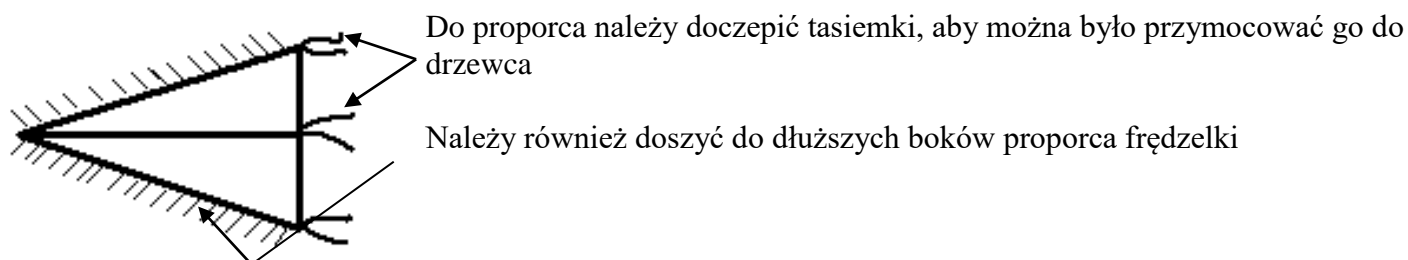 Do proporca należy doczepić tasiemki, aby można było przymocować go do
drzewca
Należy również doszyć do dłuższych boków proporca frędzelki